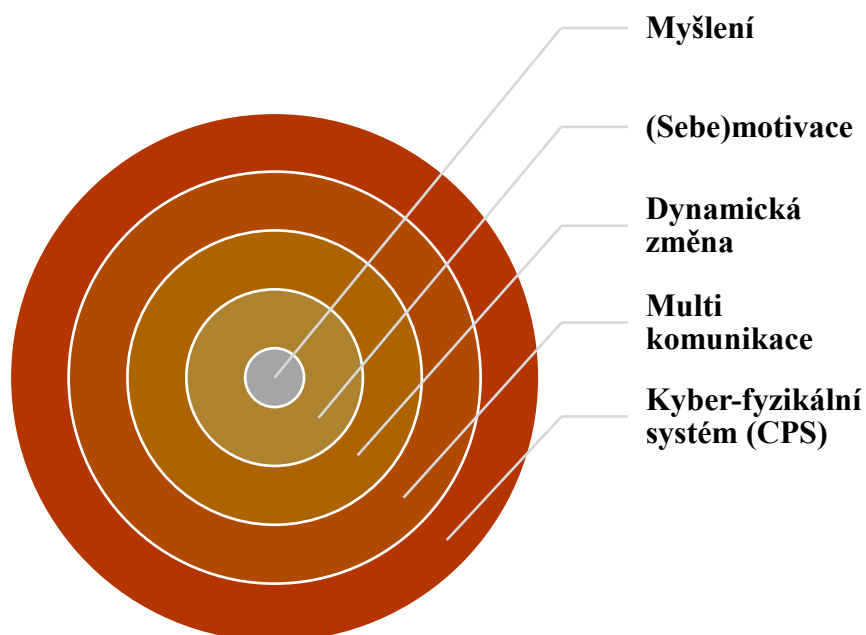 Myšlení
(Sebe)motivace
Dynamická
změna
Multi
komunikace
Kyber-fyzikální
systém (CPS)